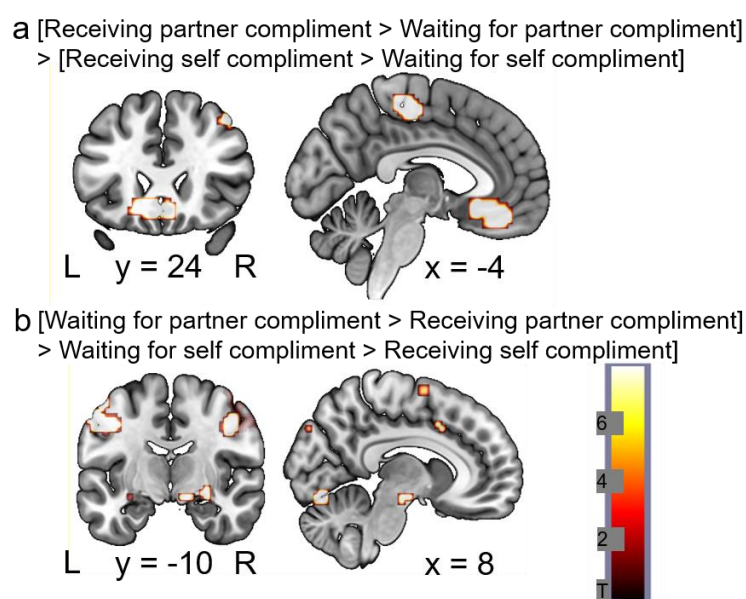 a [Receiving partner compliment > Waiting for partner compliment]
> [Receiving self compliment > Waiting for self compliment]
L y = 24 R
x = -4
b [Waiting for partner compliment > Receiving partner compliment]
> Waiting for self compliment > Receiving self compliment]
6
4
2
T
L y = -10 R
x = 8